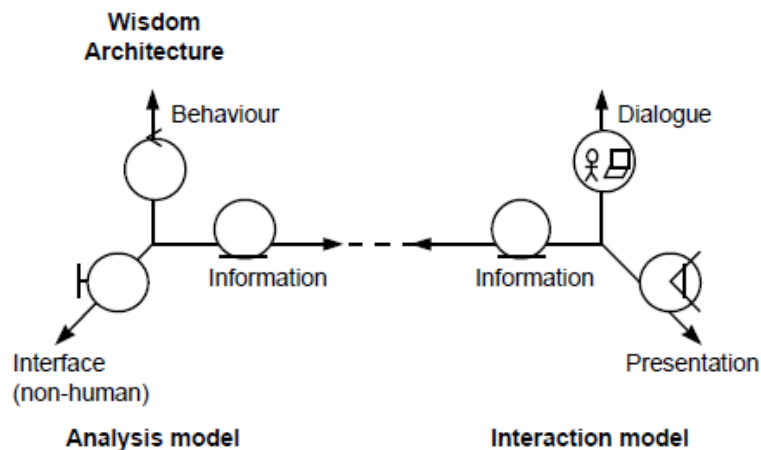 Wisdom
Architecture
Behaviour
Dialogue
Information
Information
Interface
(non-human)
Presentation
Analysis model
Interaction model